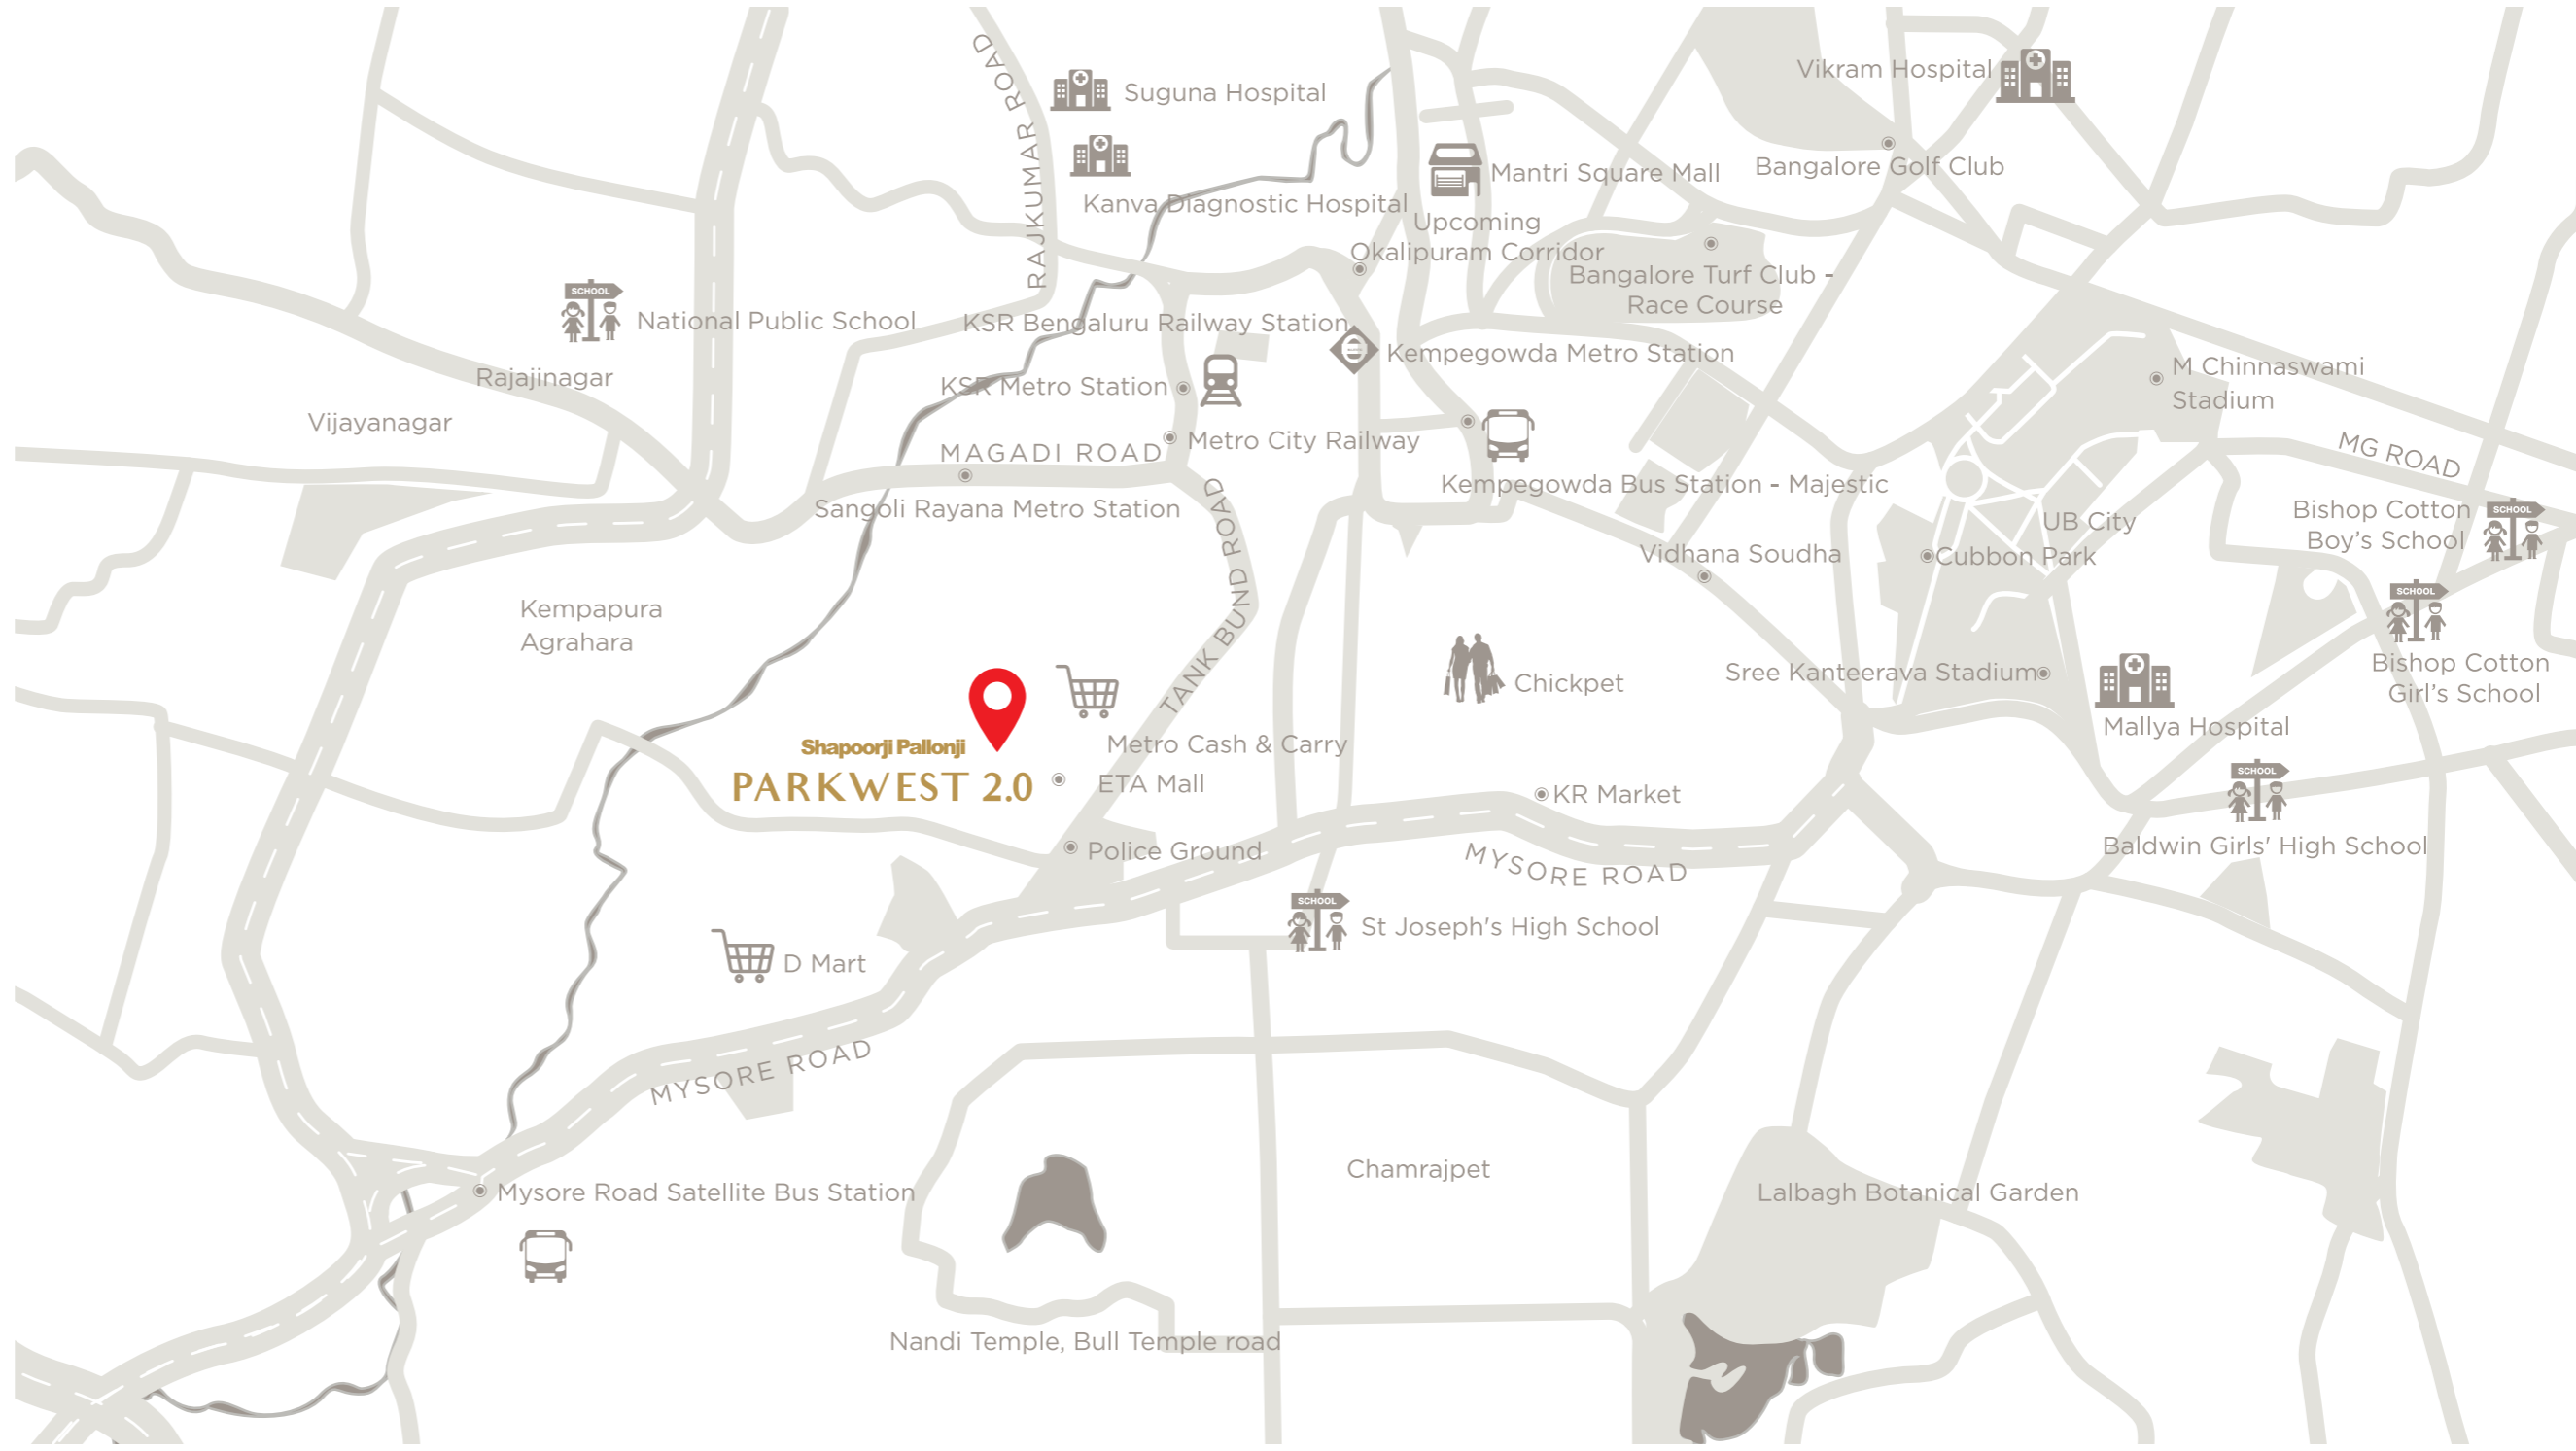 RAJKUMAR ROAD
Suguna Hospital
Kanva Diagnostic Hospital
Mantri Square Mall
Vikram Hospital
Bangalore Golf Club
Upcoming
Okalipuram Corridor
Bangalore Turf Club -
Race Course
SCHOOL
National Public School
Rajajinagar
Vijayanagar
KSR Bengaluru Railway Station
Kempegowda Metro Station
KSR Metro Station
M Chinnaswami
Stadium
MAGADI ROAD
Metro City Railway
MG ROAD
Kempegowda Bus Station - Majestic
Sangoli Rayana Metro Station
TANK BUND ROAD
UB City
Bishop Cotton
Boy’s School
SCHOOL
Vidhana Soudha
Cubbon Park
SCHOOL
Bishop Cotton
Girl’s School
Kempapura
Agrahara
Chickpet
Sree Kanteerava Stadium
Mallya Hospital
Shapoorji Pallonji
PARKWEST 2.0
Metro Cash & Carry
ETA Mall
KR Market
SCHOOL
Baldwin Girls' High School
Police Ground
MYSORE ROAD
SCHOOL
St Joseph's High School
D Mart
MYSORE ROAD
Mysore Road Satellite Bus Station
Chamrajpet
Lalbagh Botanical Garden
Nandi Temple, Bull Temple road